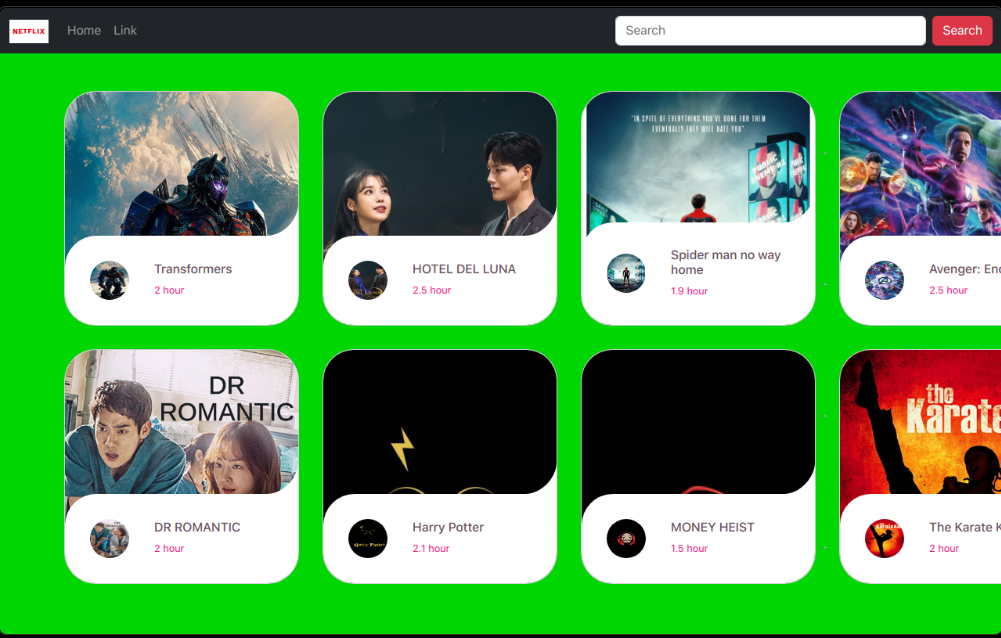 NETFLIX
Home
Link
Search
Search
"IN SPITE OF EVERYTHING YOU'VE DONE FOR THEM
EVENTUALLY THEY WILL HATE YOU"
Transformers
2 hour
HOTEL DEL LUNA
2.5 hour
Spider man no way
home
1.9 hour
Avenger: En
2.5 hour
DR
ROMANTIC
the
Karat
DR ROMANTIC
2 hour
Harry Potter
2.1 hour
MONEY HEIST
1.5 hour
The Karate K
2 hour